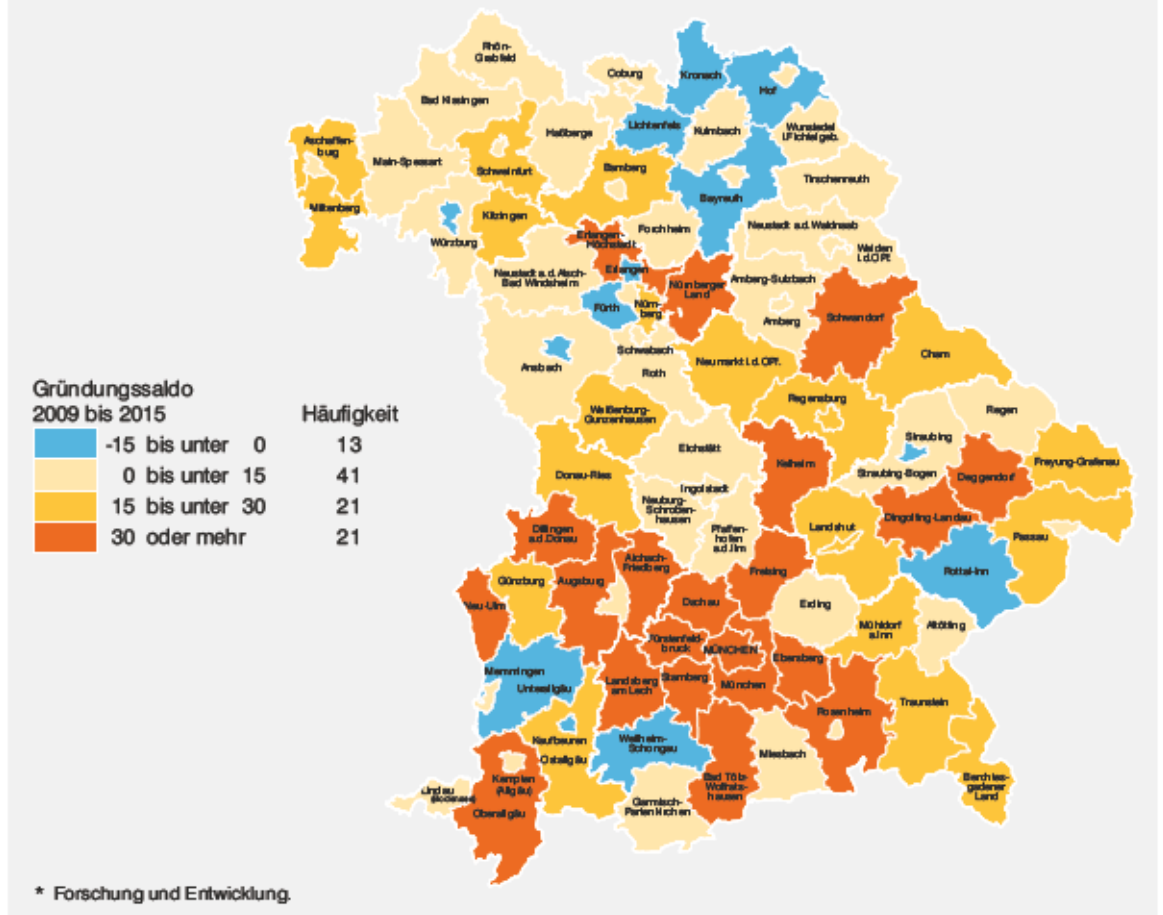 Rhön-
Grabfeld
Coburg
Kronach
Hof
Bad Kissingen
Lichtenfels
Kulmbach
Wunsiedel
i.Fichtelgeb.
Haßberge
Aschaffen-
burg
Main-Spessart
Schweinfurt
Bamberg
Tirschenreuth
Bayreuth
Miltenberg
Kitzingen
Würzburg
Forchheim
Neustadt a.d. Waldnaab
Erlangen-
Höchstadt
Weiden
i.d.OPf.
Erlangen
Neustadt a.d. Aisch-
Bad Windsheim
Nürnberger
Land
Amberg-Sulzbach
Fürth
Nürn-
berg
Amberg
Schwandorf
Schwabach
Roth
Ansbach
Neumarkt i.d. OPf.
Cham
Gründungssaldo
2009 bis 2015 Häufigkeit
-15 bis unter 0 13
0 bis unter 15 41
15 bis unter 30 21
30 oder mehr 21
Weißenburg-
Gunzenhausen
Regensburg
Regen
Straubing
Eichstätt
Kelheim
Straubing-Bogen
Freyung-Grafenau
Deggendorf
Donau-Ries
Ingolstadt
Neuburg-
Schroben-
hausen
Pfaffen-
hofen
a.d.Ilm
Landshut
Dingolfing-Landau
Passau
Dillingen
a.d.Donau
Aichach-
Friedberg
Freising
Rottal-Inn
Günzburg
Augsburg
Neu-Ulm
Dachau
Erding
Mühldorf
a.Inn
Altötting
Fürstenfeld-
bruck
MÜNCHEN
Ebersberg
Memmingen
Unterallgäu
Landsberg
am Lech
Starnberg
München
Traunstein
Rosenheim
Kaufbeuren
Ostallgäu
Weilheim-
Schongau
Miesbach
Bad Tölz-
Wolfrats-
hausen
Berchtes-
gadener
Land
Kempten
(Allgäu)
Lindau
(Bodensee)
Oberallgäu
Garmisch-
Partenkirchen
* Forschung und Entwicklung.